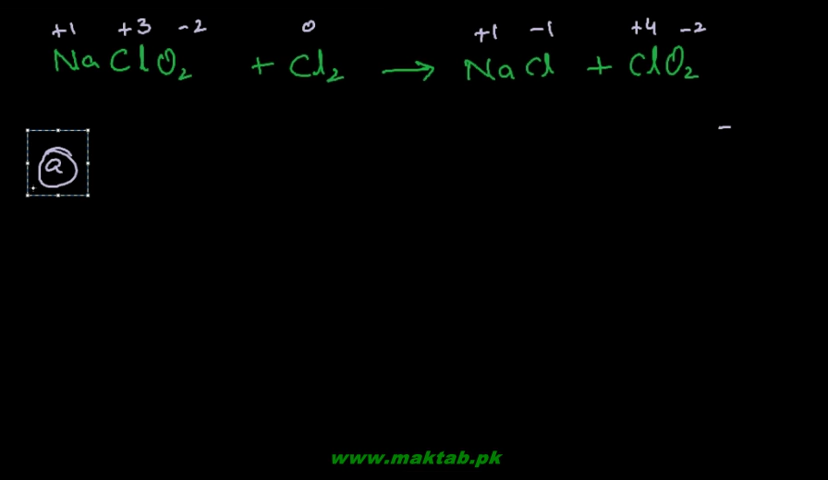 +1 +3 -2 0 +1 -1 +4 -2
NaClO2 + Cl2 → NaCl + ClO2
-
a
www.maktab.pk